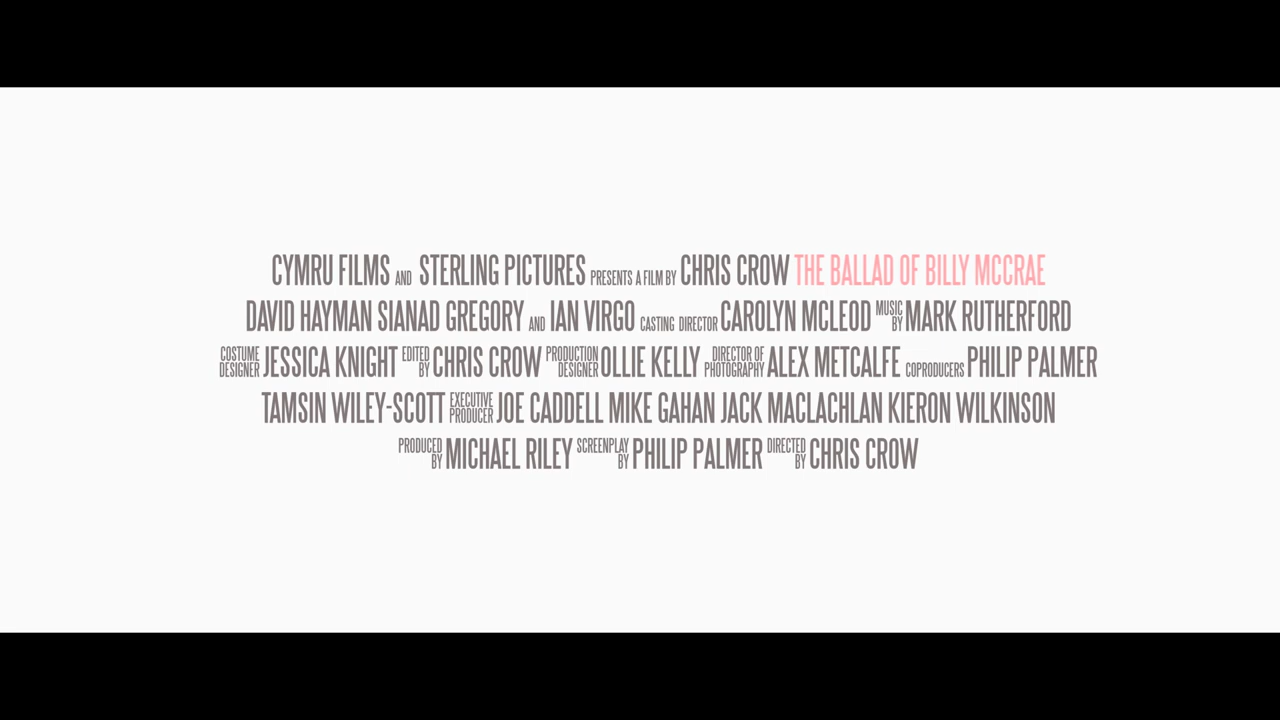 CYMRU FILMS AND STERLING PICTURES PRESENTS A FILM BY CHRIS CROW THE BALLAD OF BILLY MCCRAE
DAVID HAYMAN SIANAD GREGORY AND IAN VIRGO CASTING DIRECTOR CAROLYN MCLEOD MUSIC BY MARK RUTHERFORD
COSTUME DESIGNER JESSICA KNIGHT EDITED BY CHRIS CROW PRODUCTION DESIGNER OLLIE KELLY DIRECTOR OF PHOTOGRAPHY ALEX METCALFE COPRODUCERS PHILIP PALMER
TAMSIN WILEY-SCOTT EXECUTIVE PRODUCER JOE CADDELL MIKE GAHAN JACK MACLACHLAN KIERON WILKINSON
PRODUCED BY MICHAEL RILEY SCREENPLAY BY PHILIP PALMER DIRECTED BY CHRIS CROW